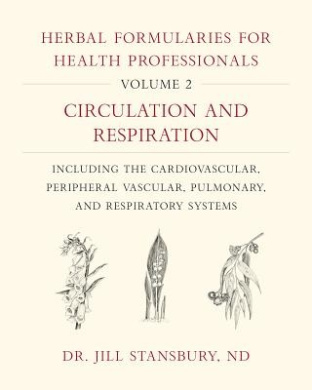 HERBAL FORMULARIES FOR
HEALTH PROFESSIONALS
VOLUME 2
CIRCULATION AND
RESPIRATION
INCLUDING THE CARDIOVASCULAR,
PERIPHERAL VASCULAR, PULMONARY,
AND RESPIRATORY SYSTEMS
DR. JILL STANSBURY, ND